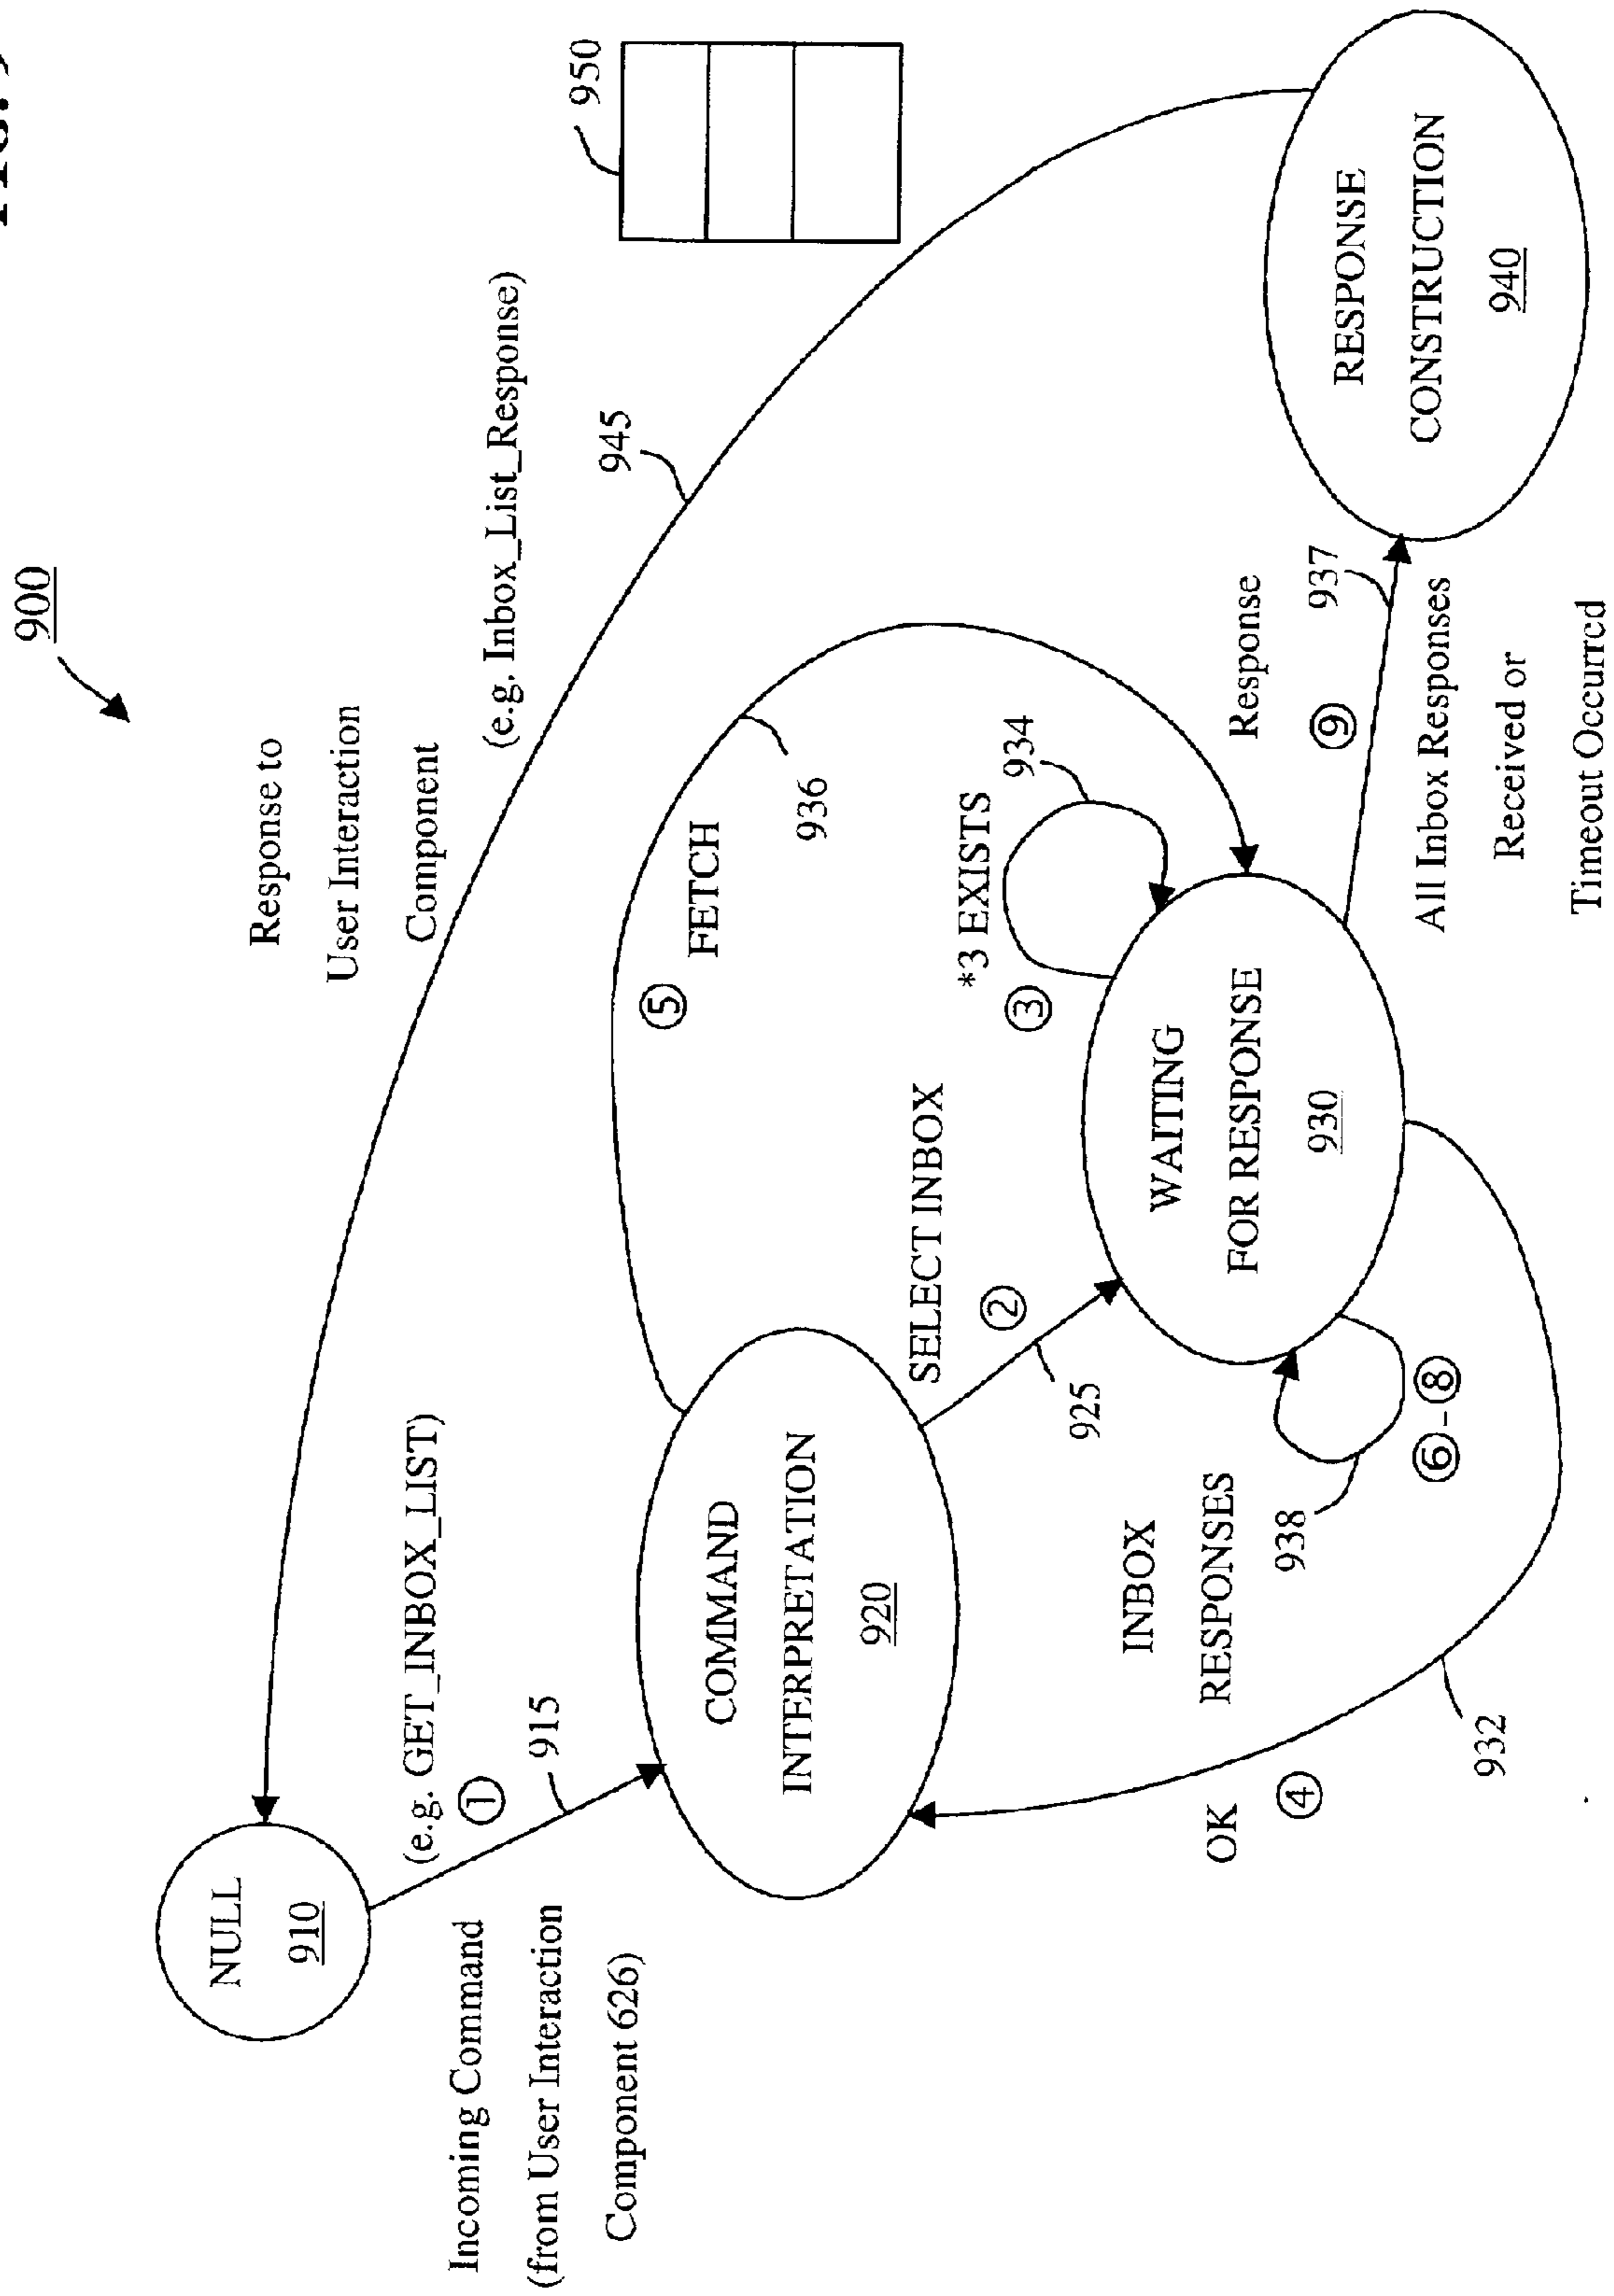 900
NULL
910
Response to
User Interaction
Component
(e.g. Inbox_List_Response)
(e.g. GET_INBOX_LIST)
①
915
Incoming Command
(from User Interaction
Component 626)
945
950
COMMAND
INTERPRETATION
920
⑤
FETCH
936
SELECT INBOX
②
925
*3 EXISTS
③
934
WAITING
FOR RESPONSE
930
INBOX
RESPONSES
938
⑥-⑧
OK
④
932
Response
⑨
937
All Inbox Responses
Received or
Timeout Occurred
RESPONSE
CONSTRUCTION
940